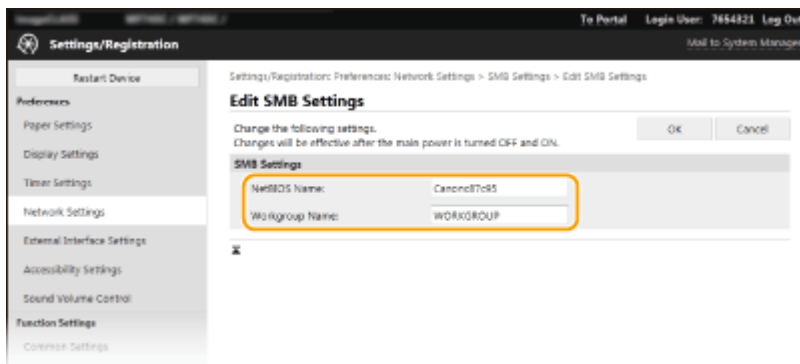 To Portal Login User: 7654321 Log Out
Settings/Registration
Mail to System Manager
Restart Device
Preferences
Paper Settings
Display Settings
Timer Settings
Network Settings
External Interface Settings
Accessibility Settings
Sound Volume Control
Function Settings
Common Settings
Settings/Registration: Preferences: Network Settings > SMB Settings > Edit SMB Settings
Edit SMB Settings
Change the following settings.
Changes will be effective after the main power is turned OFF and ON.
OK Cancel
SMB Settings
NetBIOS Name:
Workgroup Name: WORKGROUP